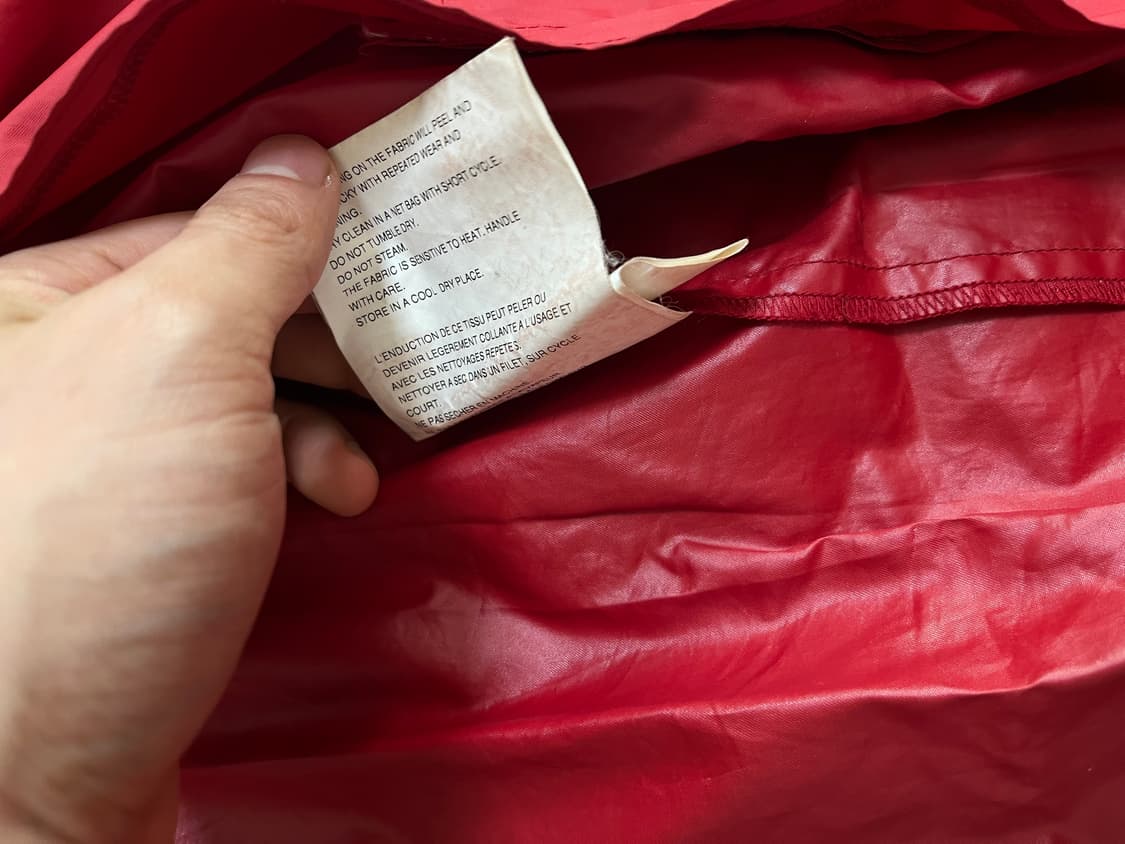 NG ON THE FABRIC WILL PEEL AND
CKY WITH REPEATED WEAR AND
NING.
Y CLEAN IN A NET BAG WITH SHORT CYCLE.
DO NOT TUMBLE DRY.
DO NOT STEAM.
THE FABRIC IS SENSITIVE TO HEAT. HANDLE
WITH CARE.
STORE IN A COOL DRY PLACE.
L'ENDUCTION DE CE TISSU PEUT PELER OU
DEVENIR LEGEREMENT COLLANTE A L'USAGE ET
AVEC LES NETTOYAGES REPETES.
NETTOYER A SEC DANS UN FILET, SUR CYCLE
COURT.
NE PAS SECHER EN